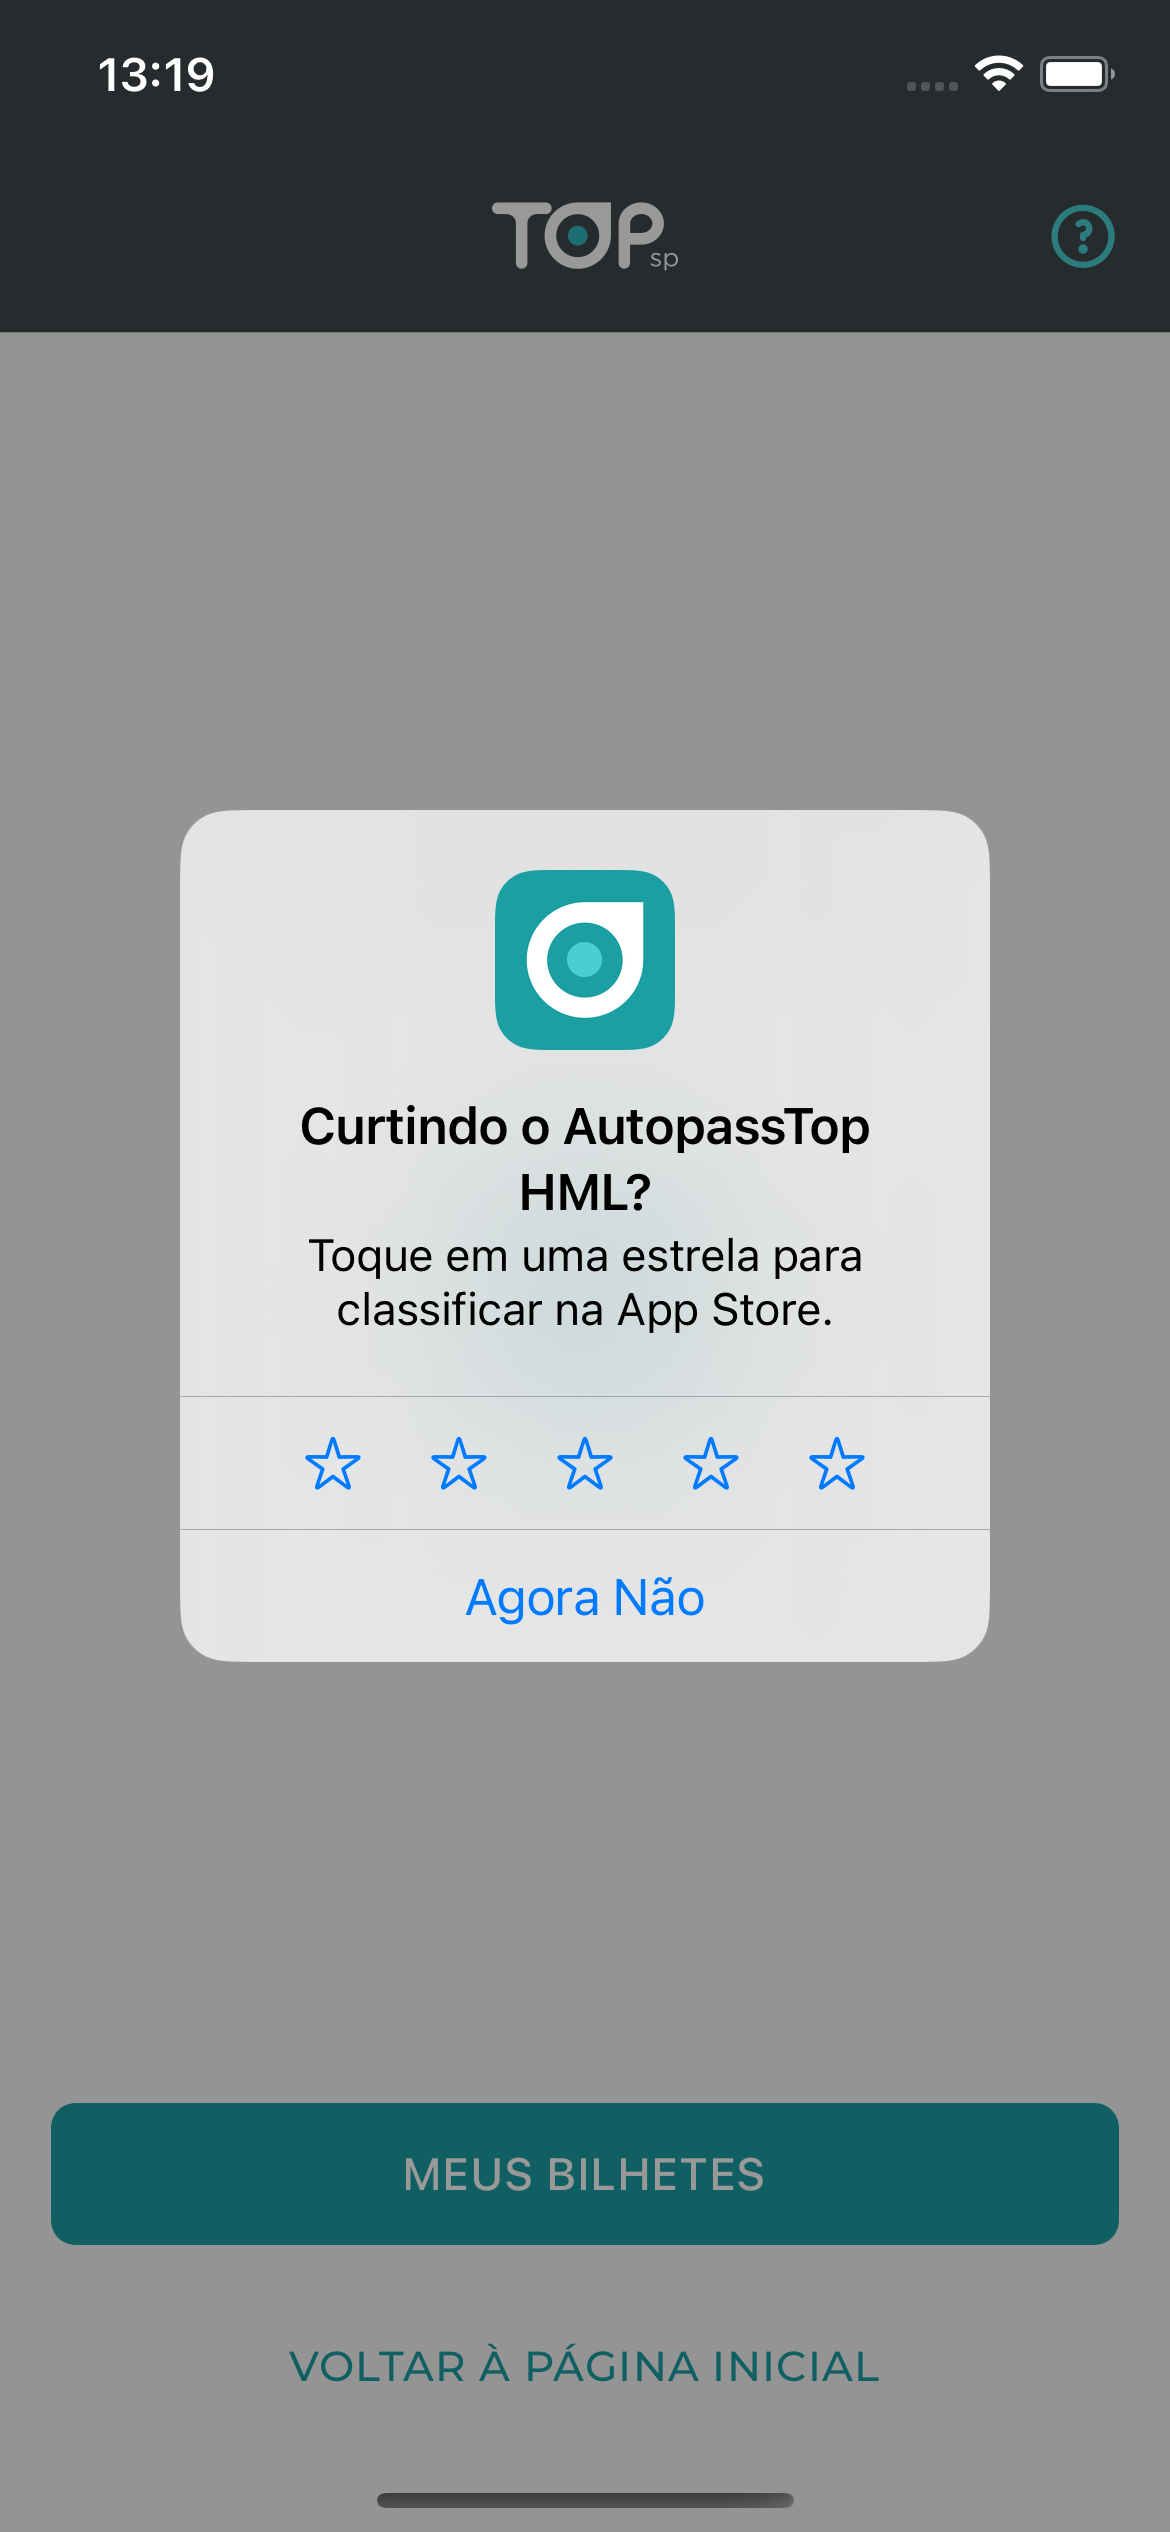 13:19
TOP
sp
?
Curtindo o AutopassTop
HML?
Toque em uma estrela para
classificar na App Store.
Agora Não
MEUS BILHETES
VOLTAR À PÁGINA INICIAL